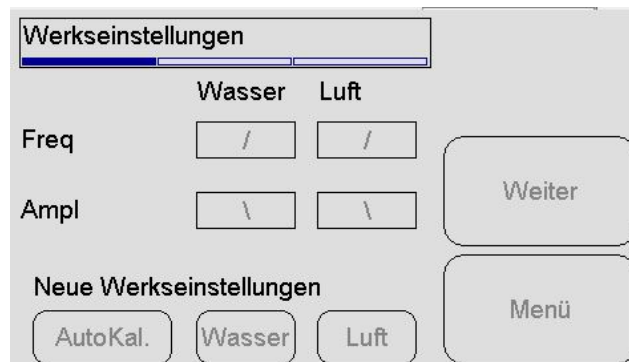 Werkseinstellungen
Wasser Luft
Freq / /
Ampl \ \
Weiter
Neue Werkseinstellungen
AutoKal. Wasser Luft
Menü